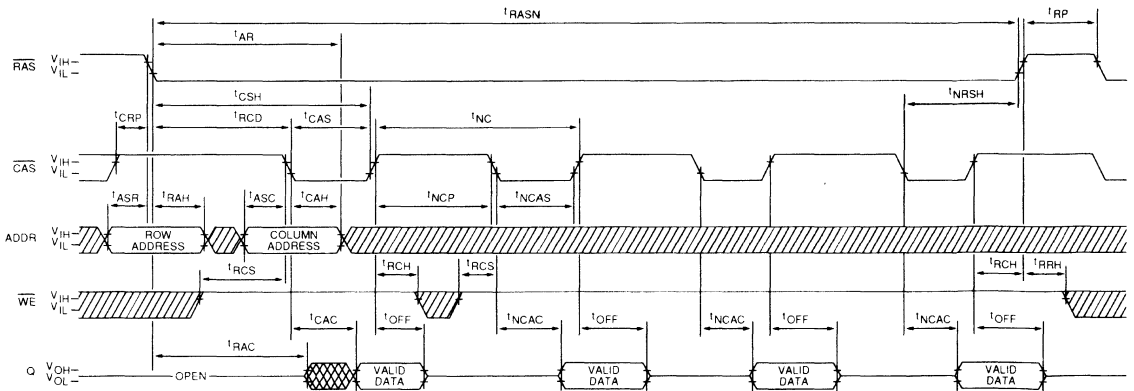 tRASN
tAR
tRP
RAS VIH
VIL
tCSH
tNRSH
tCRP
tRCD
tCAS
tNC
CAS VIH
VIL
tASR
tRAH
tASC
tCAH
tNCP
tNCAS
ADDR VIH
VIL
ROW ADDRESS
COLUMN ADDRESS
tRCS
tRCH
tRCS
tRCH
tRRH
WE VIH
VIL
tCAC
tOFF
tNCAC
tOFF
tNCAC
tOFF
tNCAC
tOFF
tRAC
Q VOH
VOL
OPEN
VALID DATA
VALID DATA
VALID DATA
VALID DATA